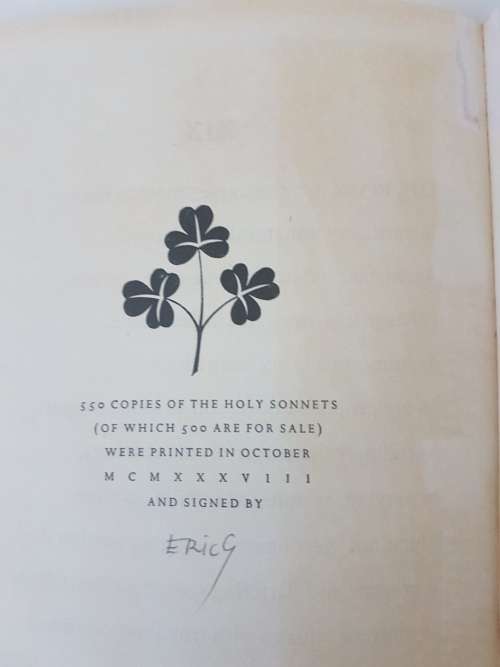 550 COPIES OF THE HOLY SONNETS
(OF WHICH 500 ARE FOR SALE)
WERE PRINTED IN OCTOBER
M C M X X X V I I I
AND SIGNED BY
ERIC G